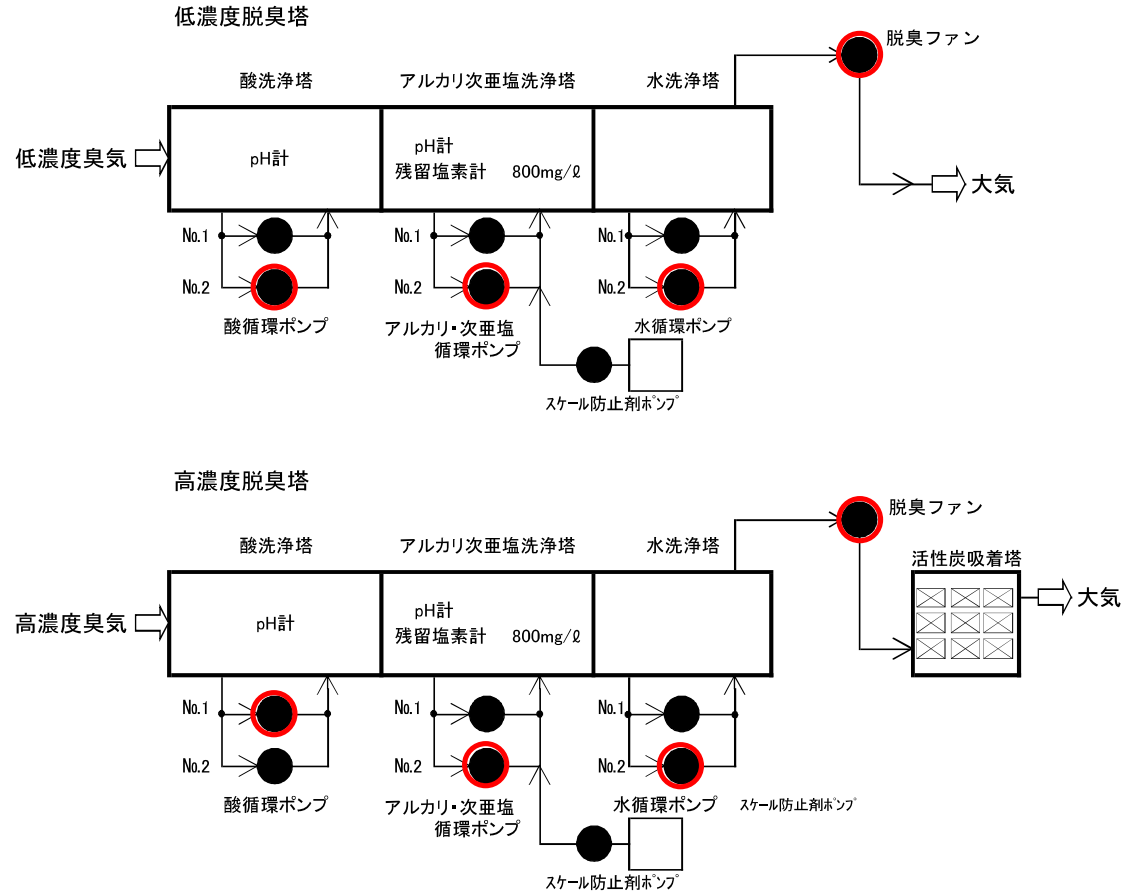 低濃度脱臭塔
脱臭ファン
酸洗浄塔
アルカリ次亜塩洗浄塔
水洗浄塔
低濃度臭気
pH計
pH計
残留塩素計 800mg/ℓ
大気
No.1
No.1
No.1
No.2
No.2
No.2
酸循環ポンプ
アルカリ・次亜塩
循環ポンプ
水循環ポンプ
スケール防止剤ポンプ
高濃度脱臭塔
脱臭ファン
酸洗浄塔
アルカリ次亜塩洗浄塔
水洗浄塔
活性炭吸着塔
高濃度臭気
pH計
pH計
残留塩素計 800mg/ℓ
大気
No.1
No.1
No.1
No.2
No.2
No.2
酸循環ポンプ
アルカリ・次亜塩
循環ポンプ
水循環ポンプ
スケール防止剤ポンプ
スケール防止剤ポンプ